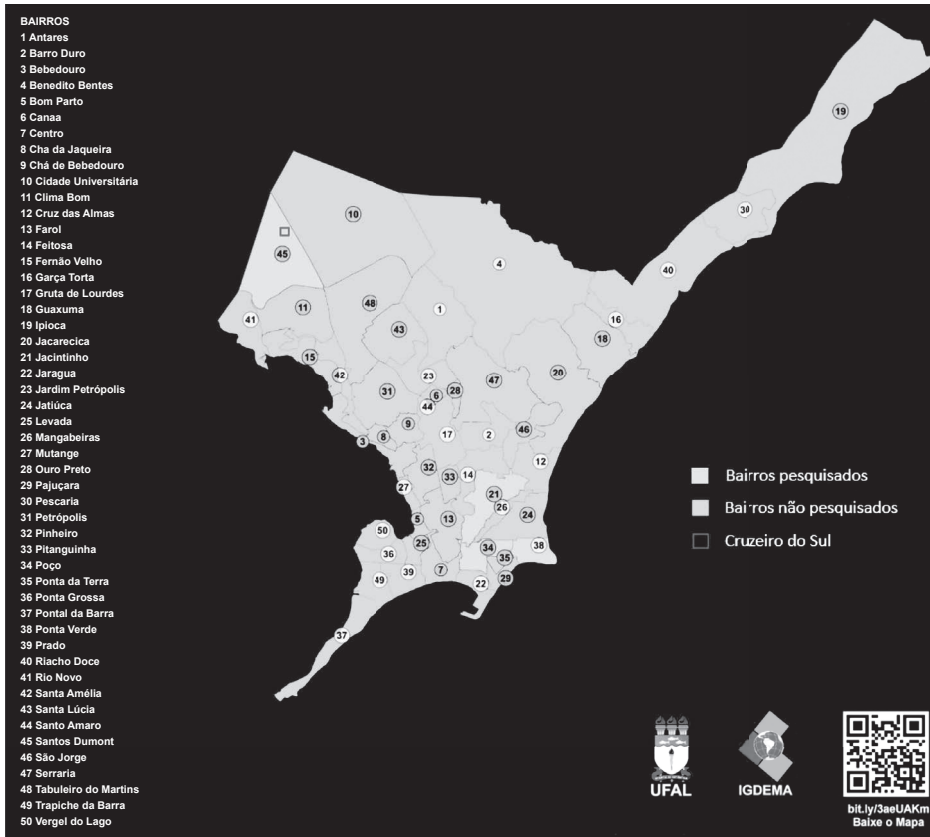 BAIRROS
1 Antares
2 Barro Duro
3 Bebedouro
4 Benedito Bentes
5 Bom Parto
6 Canaa
7 Centro
8 Cha da Jaqueira
9 Chá de Bebedouro
10 Cidade Universitária
11 Clima Bom
12 Cruz das Almas
13 Farol
14 Feitosa
15 Fernão Velho
16 Garça Torta
17 Gruta de Lourdes
18 Guaxuma
19 Ipioca
20 Jacarecica
21 Jacintinho
22 Jaragua
23 Jardim Petrópolis
24 Jatiúca
25 Levada
26 Mangabeiras
27 Mutange
28 Ouro Preto
29 Pajuçara
30 Pescaria
31 Petrópolis
32 Pinheiro
33 Pitanguinha
34 Poço
35 Ponta da Terra
36 Ponta Grossa
37 Pontal da Barra
38 Ponta Verde
39 Prado
40 Riacho Doce
41 Rio Novo
42 Santa Amélia
43 Santa Lúcia
44 Santo Amaro
45 Santos Dumont
46 São Jorge
47 Serraria
48 Tabuleiro do Martins
49 Trapiche da Barra
50 Vergel do Lago
19
30
10
45
4
40
48
1
11
41
16
43
18
15
42
23
47
20
31
6
28
44
9
3
8
17
2
46
12
32
33
14
27
21
26
5
13
24
50
25
34
38
36
35
39
7
49
22
29
37
Bairros pesquisados
Bairros não pesquisados
Cruzeiro do Sul
UFAL
IGDEMA
bit.ly/3aeUAKm
Baixe o Mapa